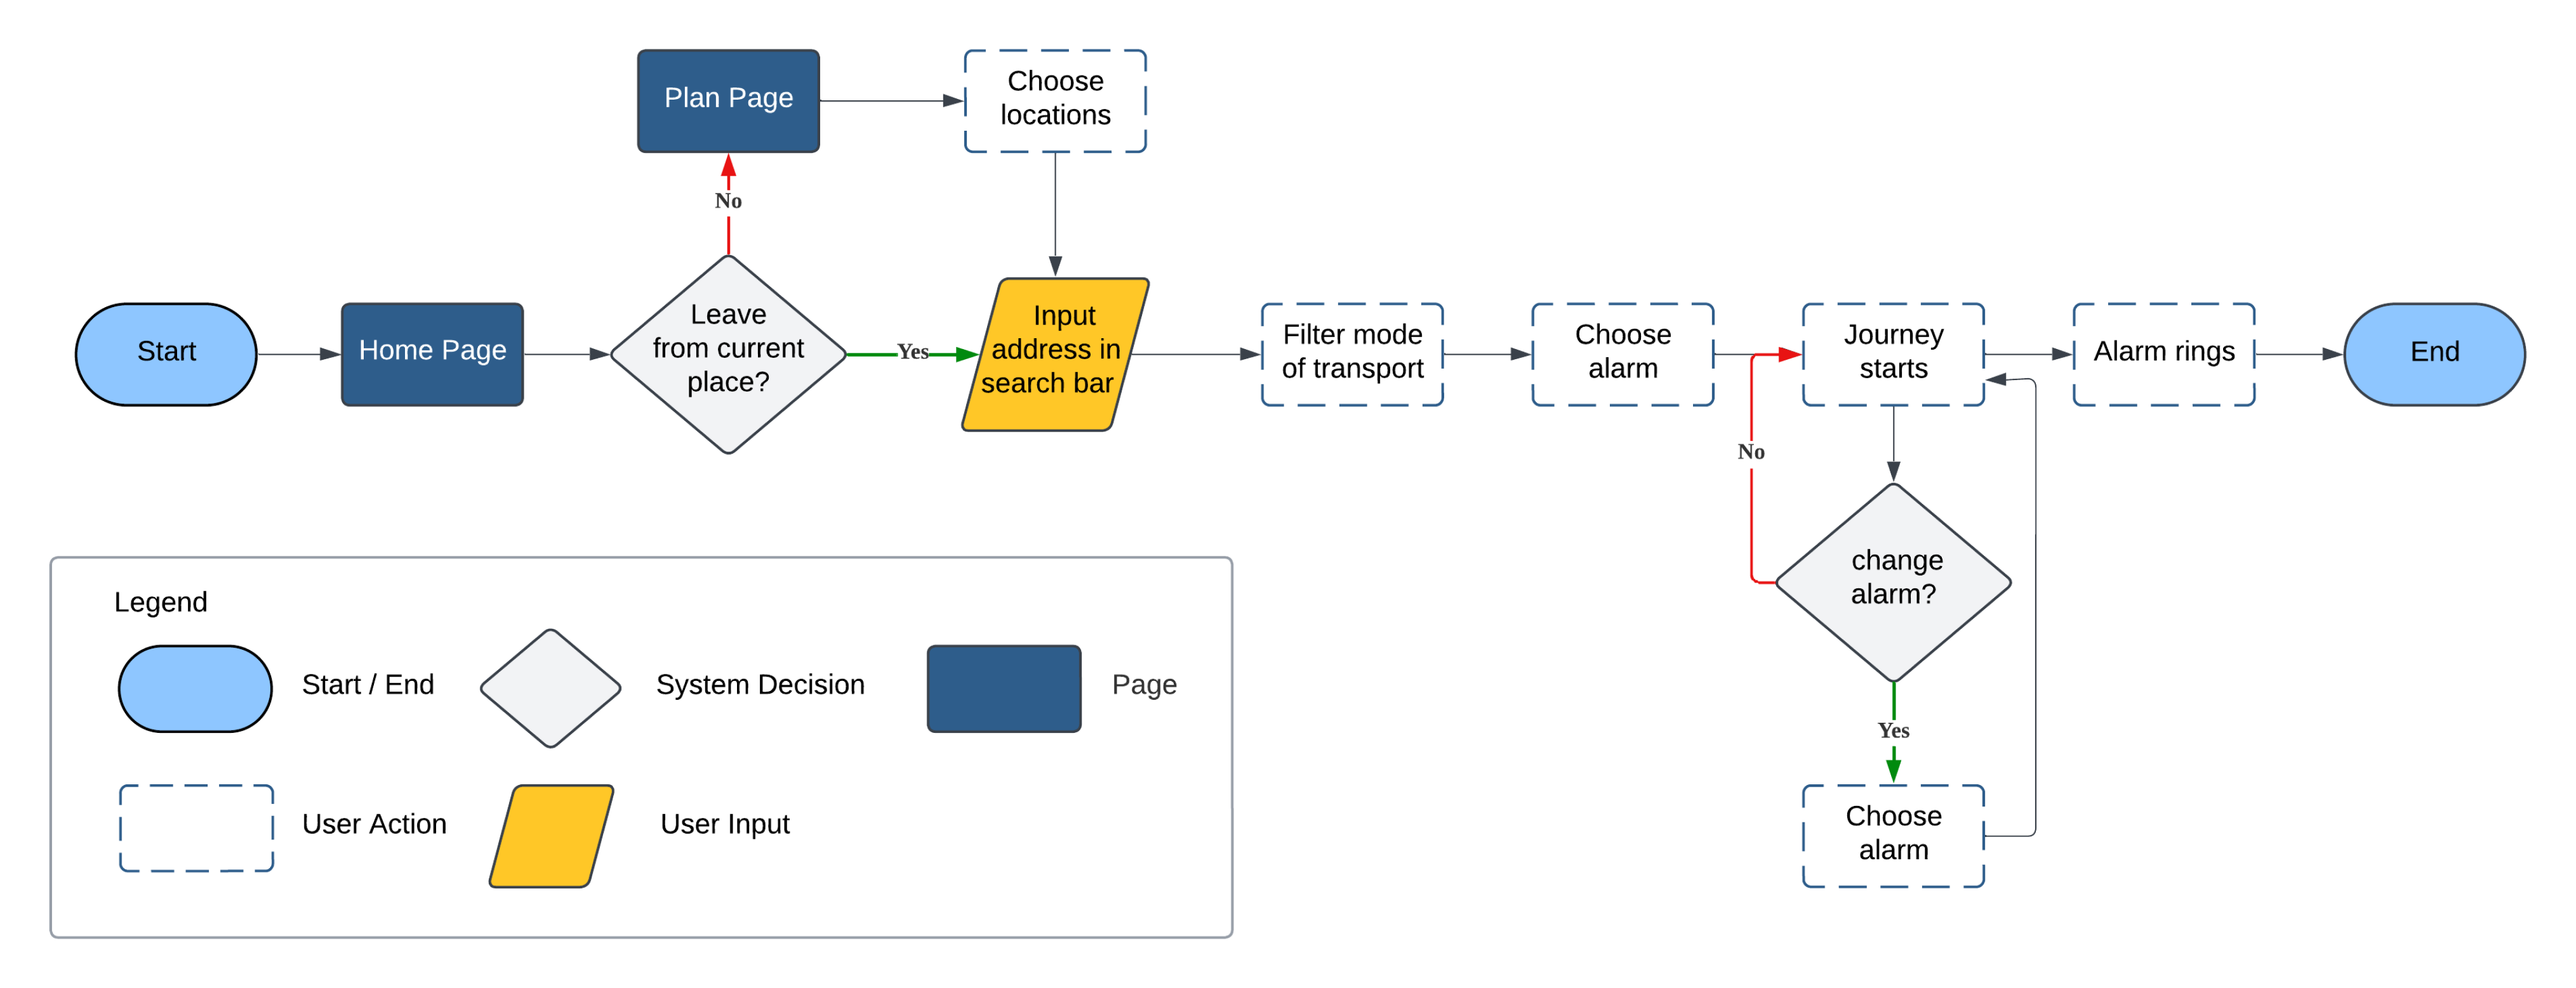 Plan Page
Choose
locations
No
Start
Home Page
Leave
from current
place?
Yes
Input
address in
search bar
Filter mode
of transport
Choose
alarm
Journey
starts
Alarm rings
End
No
change
alarm?
Yes
Choose
alarm
Legend
Start / End
System Decision
Page
User Action
User Input